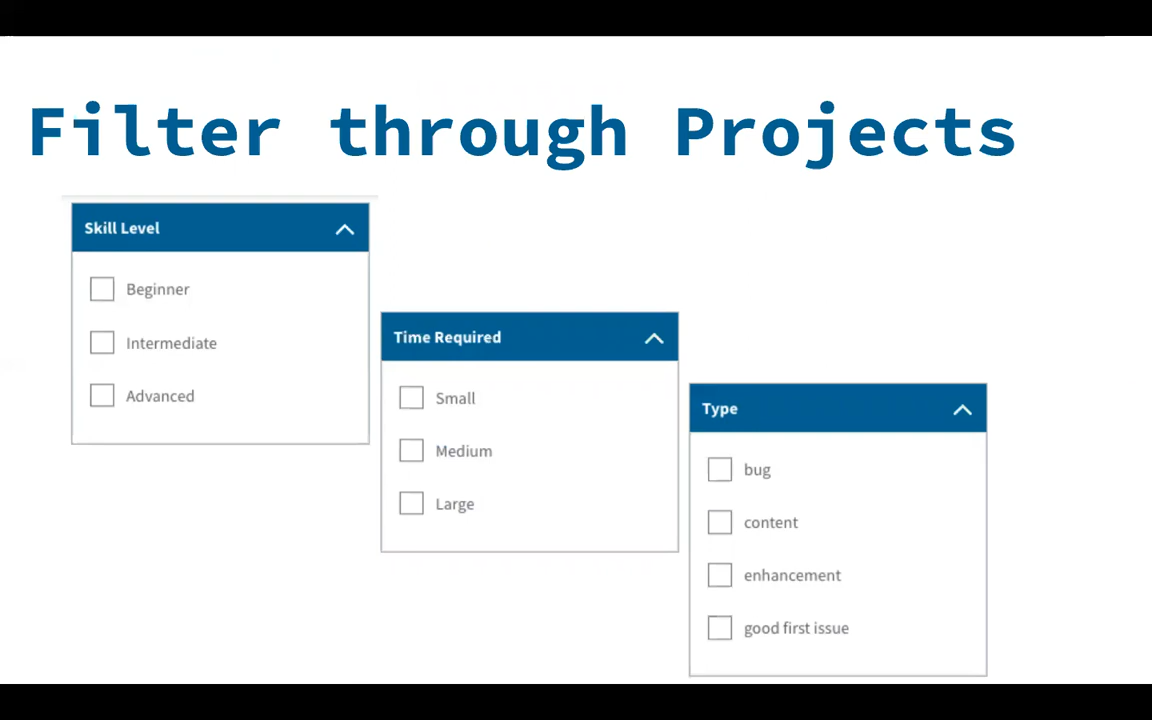 Filter through Projects
Skill Level
Beginner
Intermediate
Advanced
Time Required
Small
Medium
Large
Type
bug
content
enhancement
good first issue